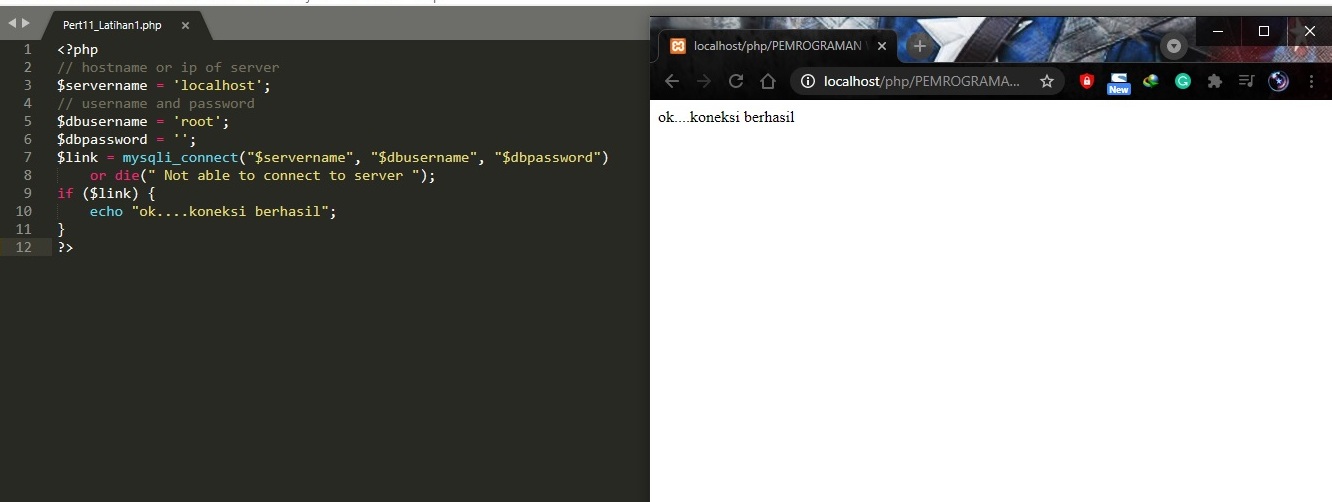 Pert11_Latihan1.php
1 <?php
2 // hostname or ip of server
3 $servername = 'localhost';
4 // username and password
5 $dbusername = 'root';
6 $dbpassword = '';
7 $link = mysqli_connect("$servername", "$dbusername", "$dbpassword")
8 or die(" Not able to connect to server ");
9 if ($link) {
10 echo "ok....koneksi berhasil";
11 }
12 ?>
localhost/php/PEMROGRAMAN
localhost/php/PEMROGRAMA...
New
ok....koneksi berhasil